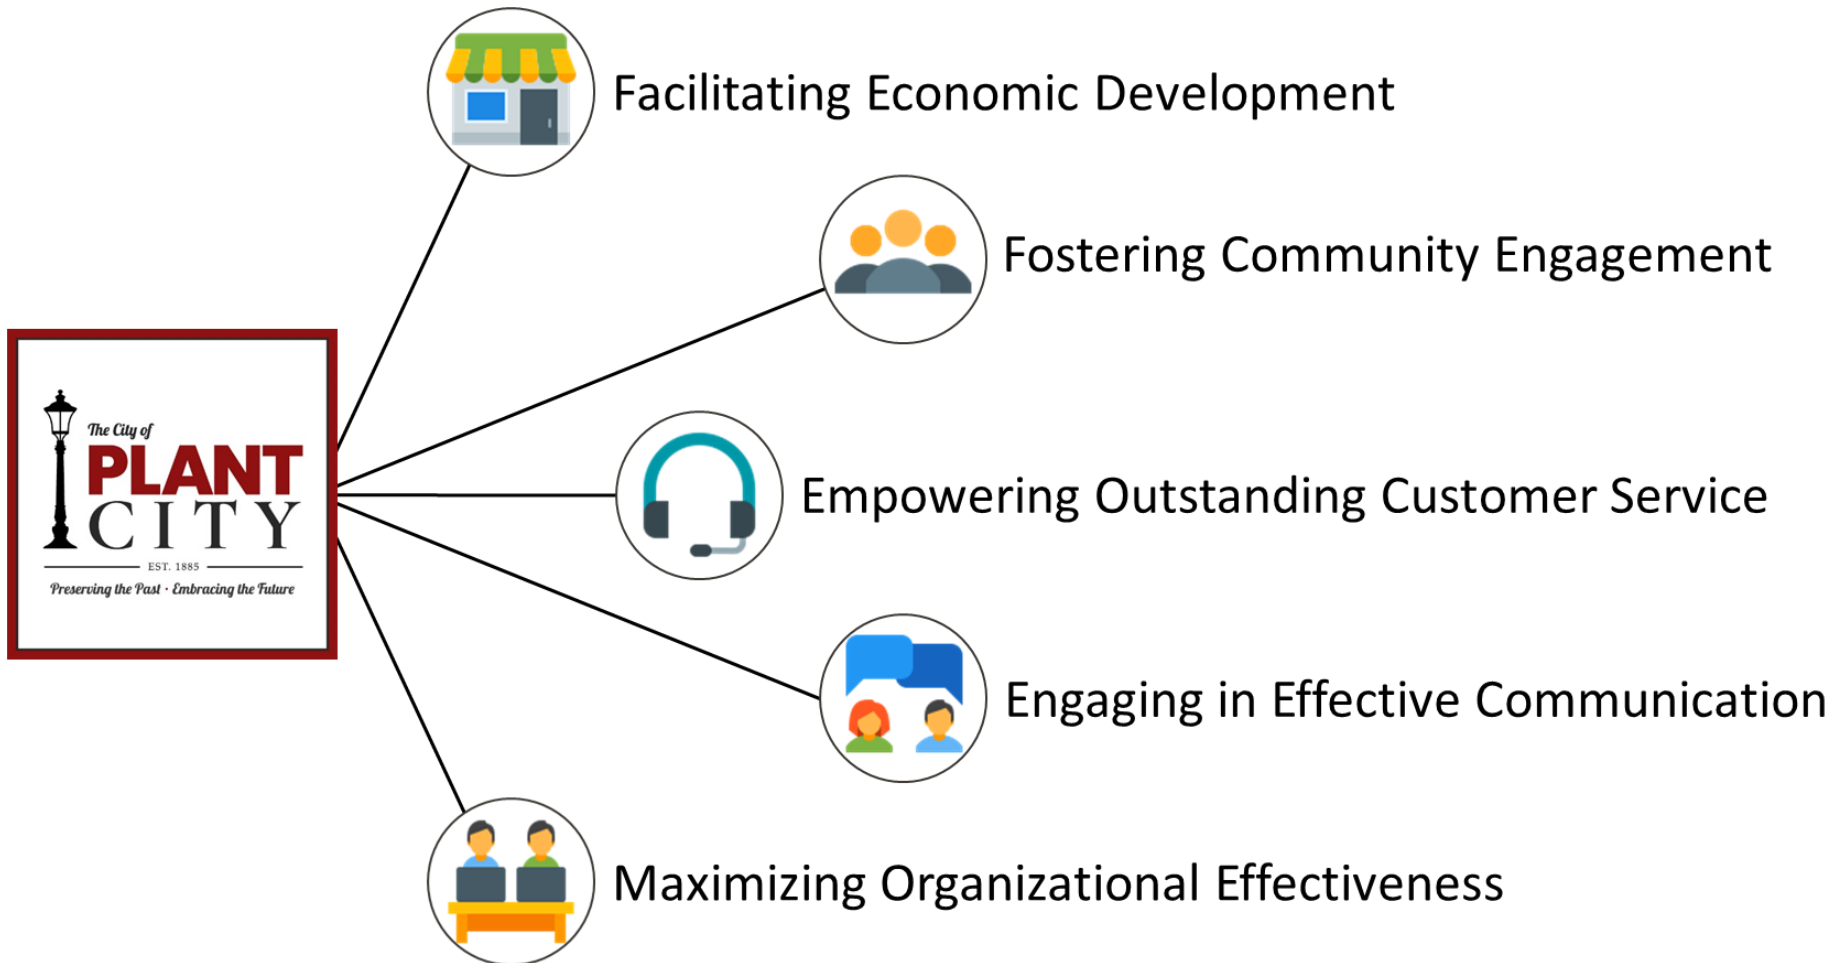 Facilitating Economic Development
Fostering Community Engagement
The City of
PLANT
CITY
EST. 1885
Preserving the Past · Embracing the Future
Empowering Outstanding Customer Service
Engaging in Effective Communication
Maximizing Organizational Effectiveness